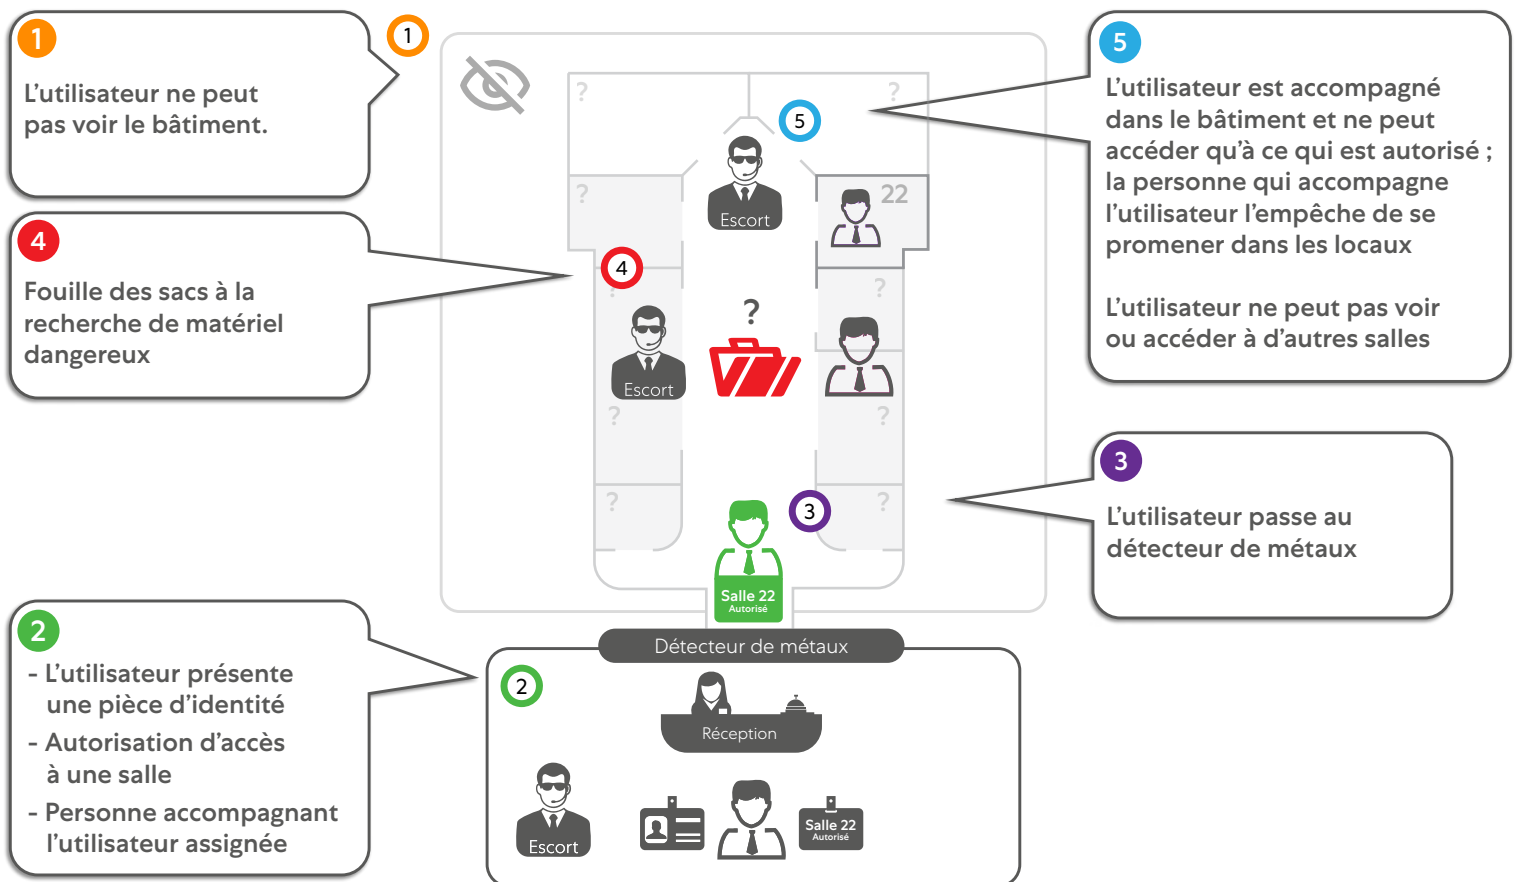 1
L'utilisateur ne peut
pas voir le bâtiment.
1
4
Fouille des sacs à la
recherche de matériel
dangereux
2
- L'utilisateur présente
une pièce d'identité
- Autorisation d'accès
à une salle
- Personne accompagnant
l'utilisateur assignée
?
?
5
Escort
?
22
4
?
?
?
Escort
?
?
?
?
3
Salle 22
Autorisé
Détecteur de métaux
2
Réception
Escort
Salle 22
Autorisé
5
L'utilisateur est accompagné
dans le bâtiment et ne peut
accéder qu'à ce qui est autorisé ;
la personne qui accompagne
l'utilisateur l'empêche de se
promener dans les locaux
L'utilisateur ne peut pas voir
ou accéder à d'autres salles
3
L'utilisateur passe au
détecteur de métaux